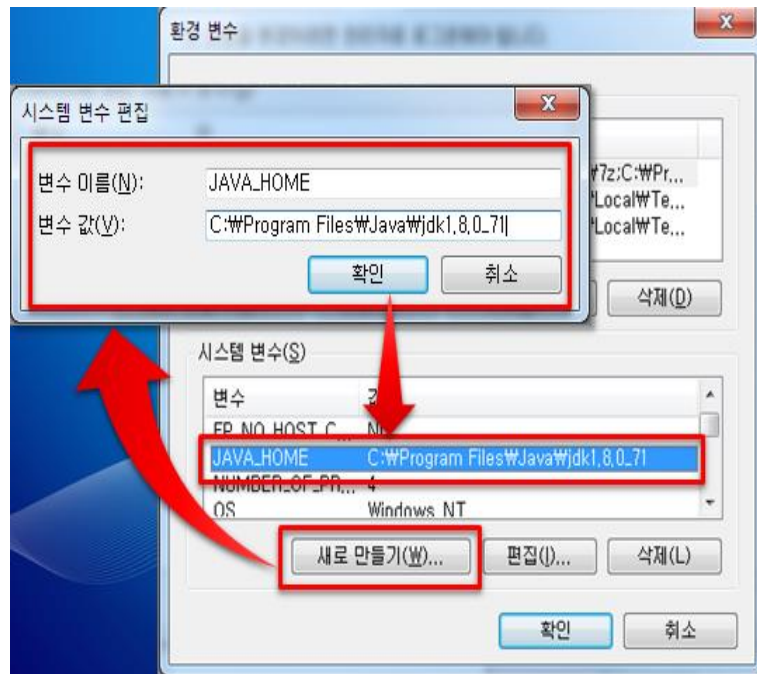 환경 변수
시스템 변수 편집
변수 이름(N): JAVA_HOME
변수 값(V): C:₩Program Files₩Java₩jdk1.8.0_71
확인 취소
₩7z;C:₩Pr...
₩Local₩Te...
₩Local₩Te...
삭제(D)
시스템 변수(S)
변수
FP_NO_HOST_C... NO
JAVA_HOME C:₩Program Files₩Java₩jdk1.8.0_71
NUMBER_OF_PR... 4
OS Windows_NT
새로 만들기(W)... 편집(I)... 삭제(L)
확인 취소